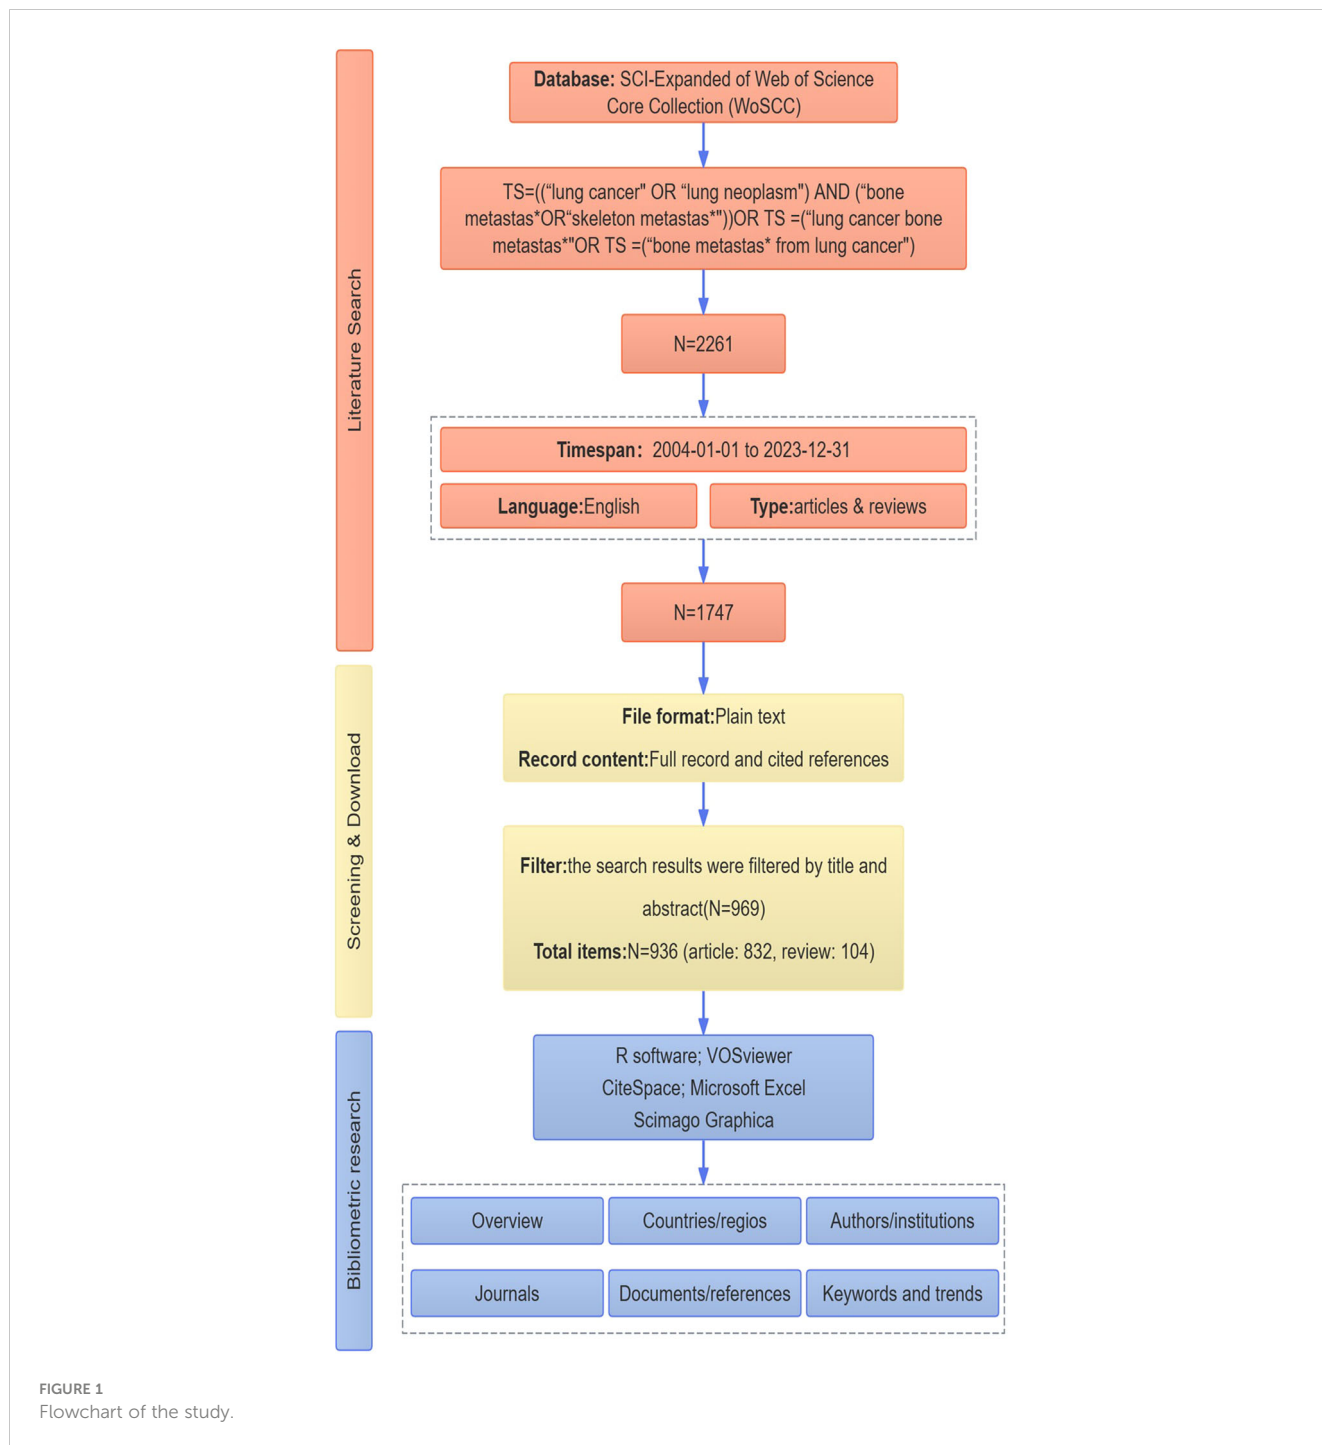 Literature Search
Database: SCI-Expanded of Web of Science
Core Collection (WoSCC)
TS=((“lung cancer" OR “lung neoplasm") AND (“bone
metastas*OR“skeleton metastas*"))OR TS =(“lung cancer bone
metastas*"OR TS =(“bone metastas* from lung cancer")
N=2261
Timespan: 2004-01-01 to 2023-12-31
Language:English
Type:articles & reviews
N=1747
Screening & Download
File format:Plain text
Record content:Full record and cited references
Filter:the search results were filtered by title and
abstract(N=969)
Total items:N=936 (article: 832, review: 104)
Bibliometric research
R software; VOSviewer
CiteSpace; Microsoft Excel
Scimago Graphica
Overview
Countries/regios
Authors/institutions
Journals
Documents/references
Keywords and trends
FIGURE 1
Flowchart of the study.